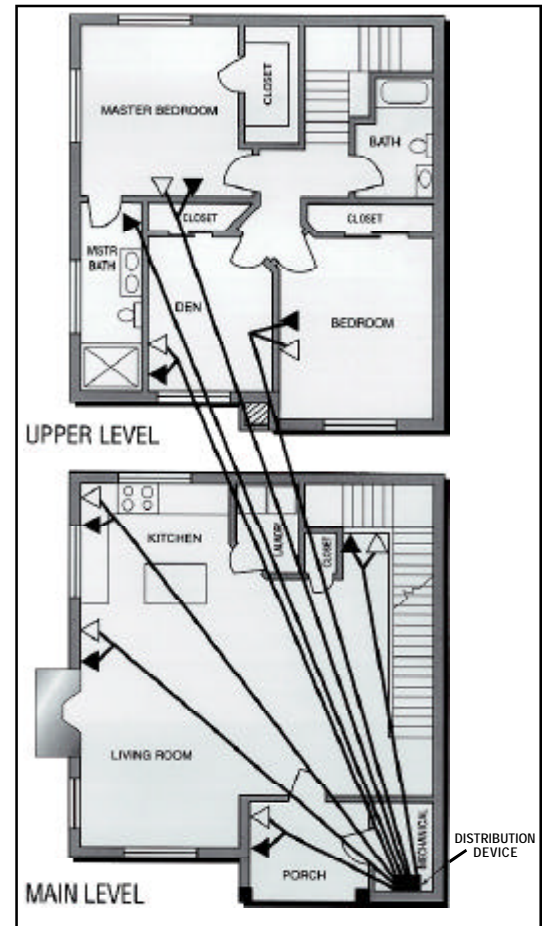 MASTER BEDROOM
CLOSET
BATH
CLOSET
CLOSET
MSTR
BATH
DEN
BEDROOM
UPPER LEVEL
KITCHEN
LAUNDRY
CLOSET
LIVING ROOM
MECHANICAL
DISTRIBUTION
DEVICE
PORCH
MAIN LEVEL